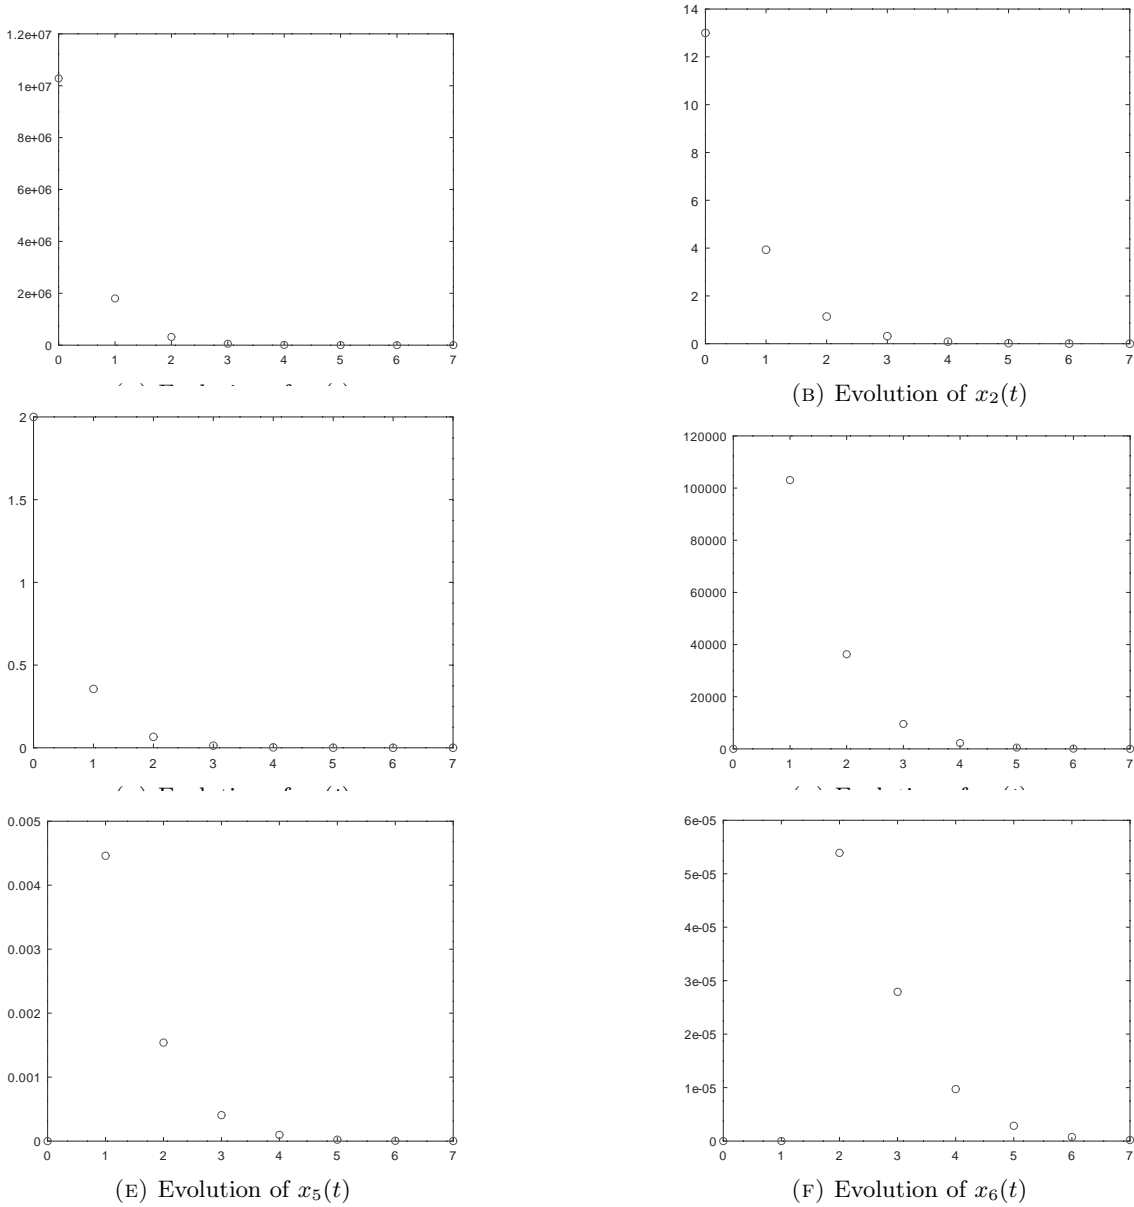 1.2e+07
1e+07
8e+06
6e+06
4e+06
2e+06
0
0 1 2 3 4 5 6 7
14
12
10
8
6
4
2
0
0 1 2 3 4 5 6 7
(B) Evolution of x₂(t)
2
1.5
1
0.5
0
0 1 2 3 4 5 6 7
120000
100000
80000
60000
40000
20000
0
0 1 2 3 4 5 6 7
0.005
0.004
0.003
0.002
0.001
0
0 1 2 3 4 5 6 7
(E) Evolution of x₅(t)
6e-05
5e-05
4e-05
3e-05
2e-05
1e-05
0
0 1 2 3 4 5 6 7
(F) Evolution of x₆(t)